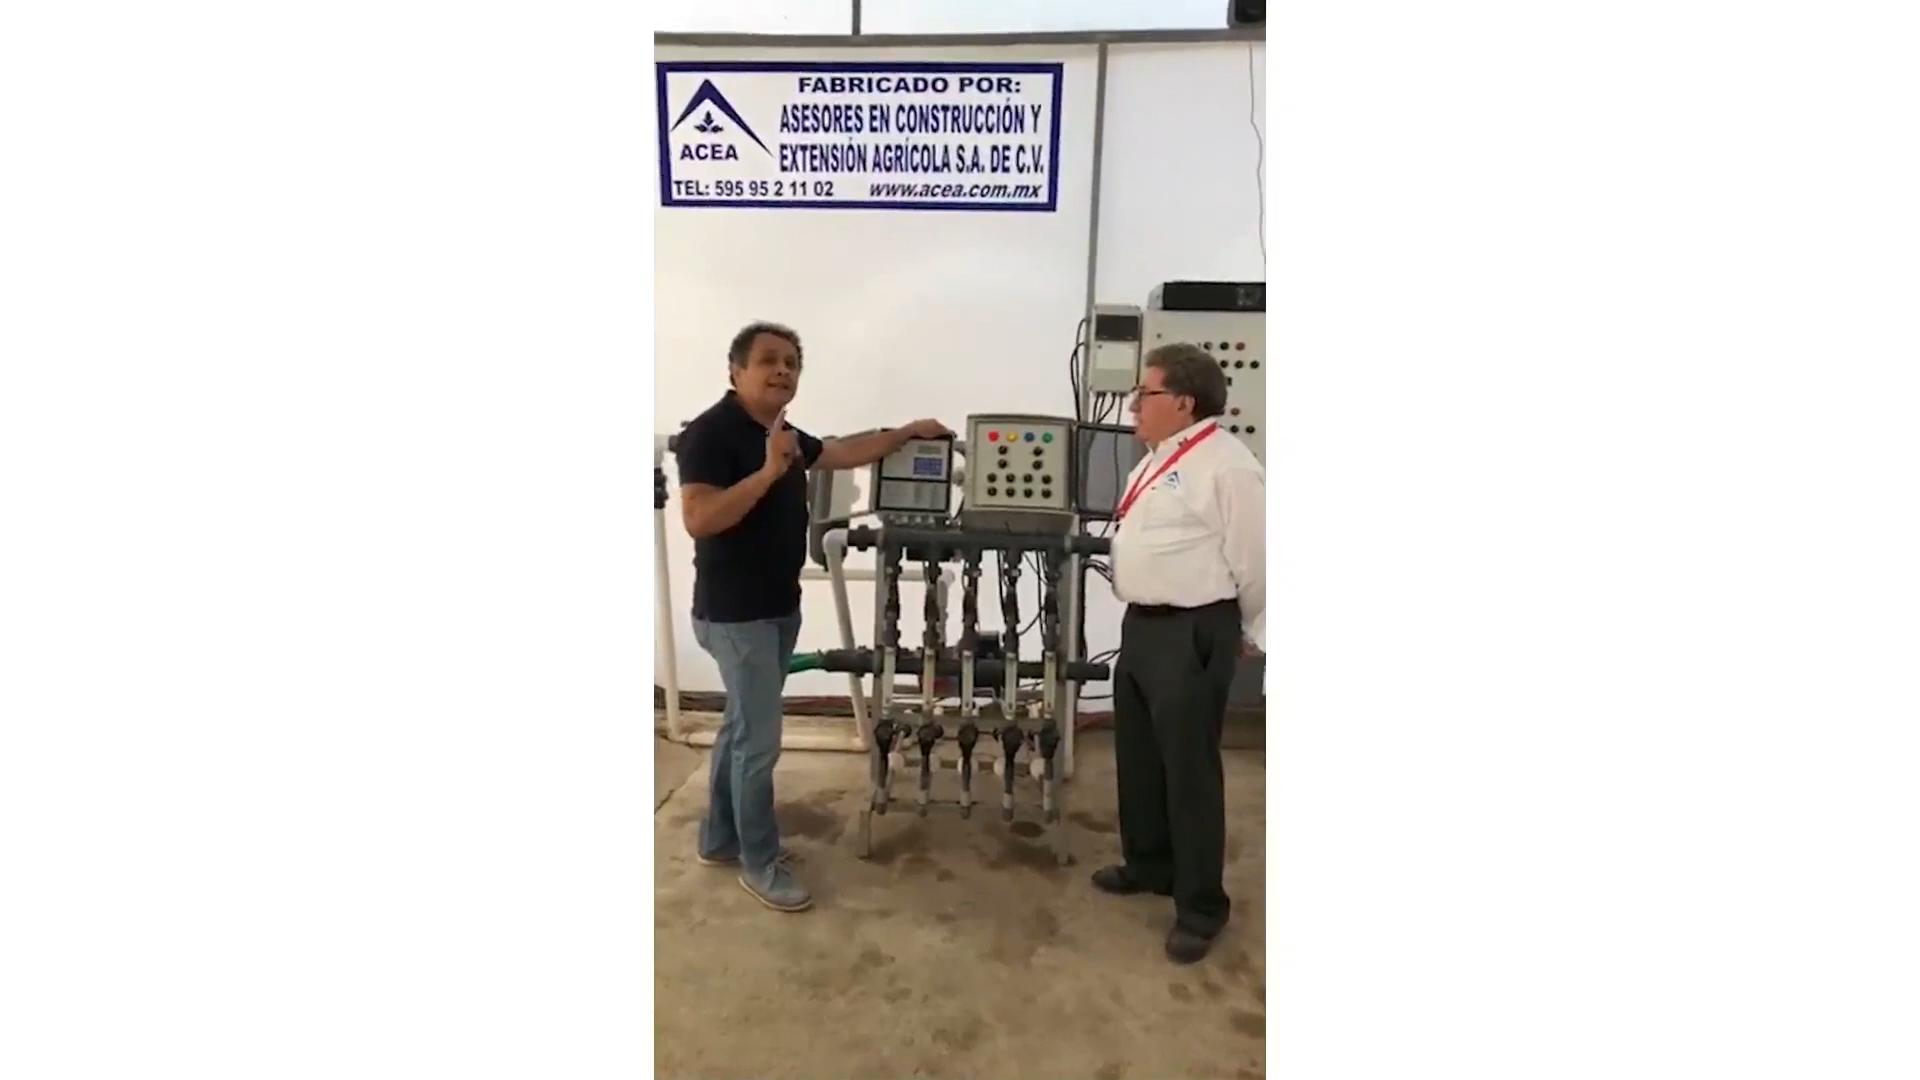 FABRICADO POR:
ASESORES EN CONSTRUCCIÓN Y
EXTENSIÓN AGRÍCOLA S.A. DE C.V.
ACEA
TEL: 595 95 2 11 02 www.acea.com.mx